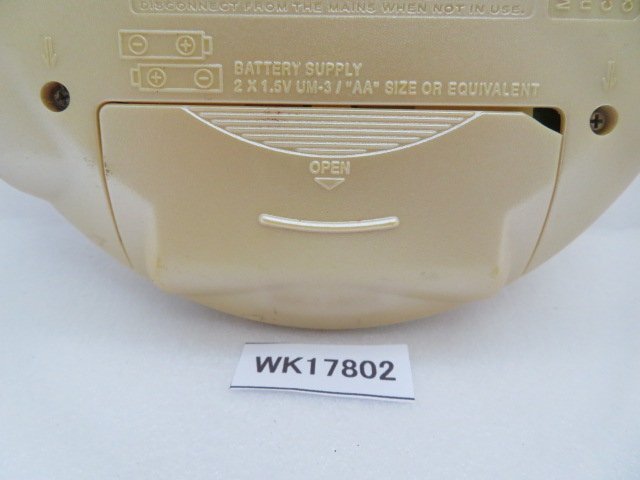 DISCONNECT FROM THE MAINS WHEN NOT IN USE.
BATTERY SUPPLY
2 X 1.5V UM-3 / "AA" SIZE OR EQUIVALENT
OPEN
WK17802